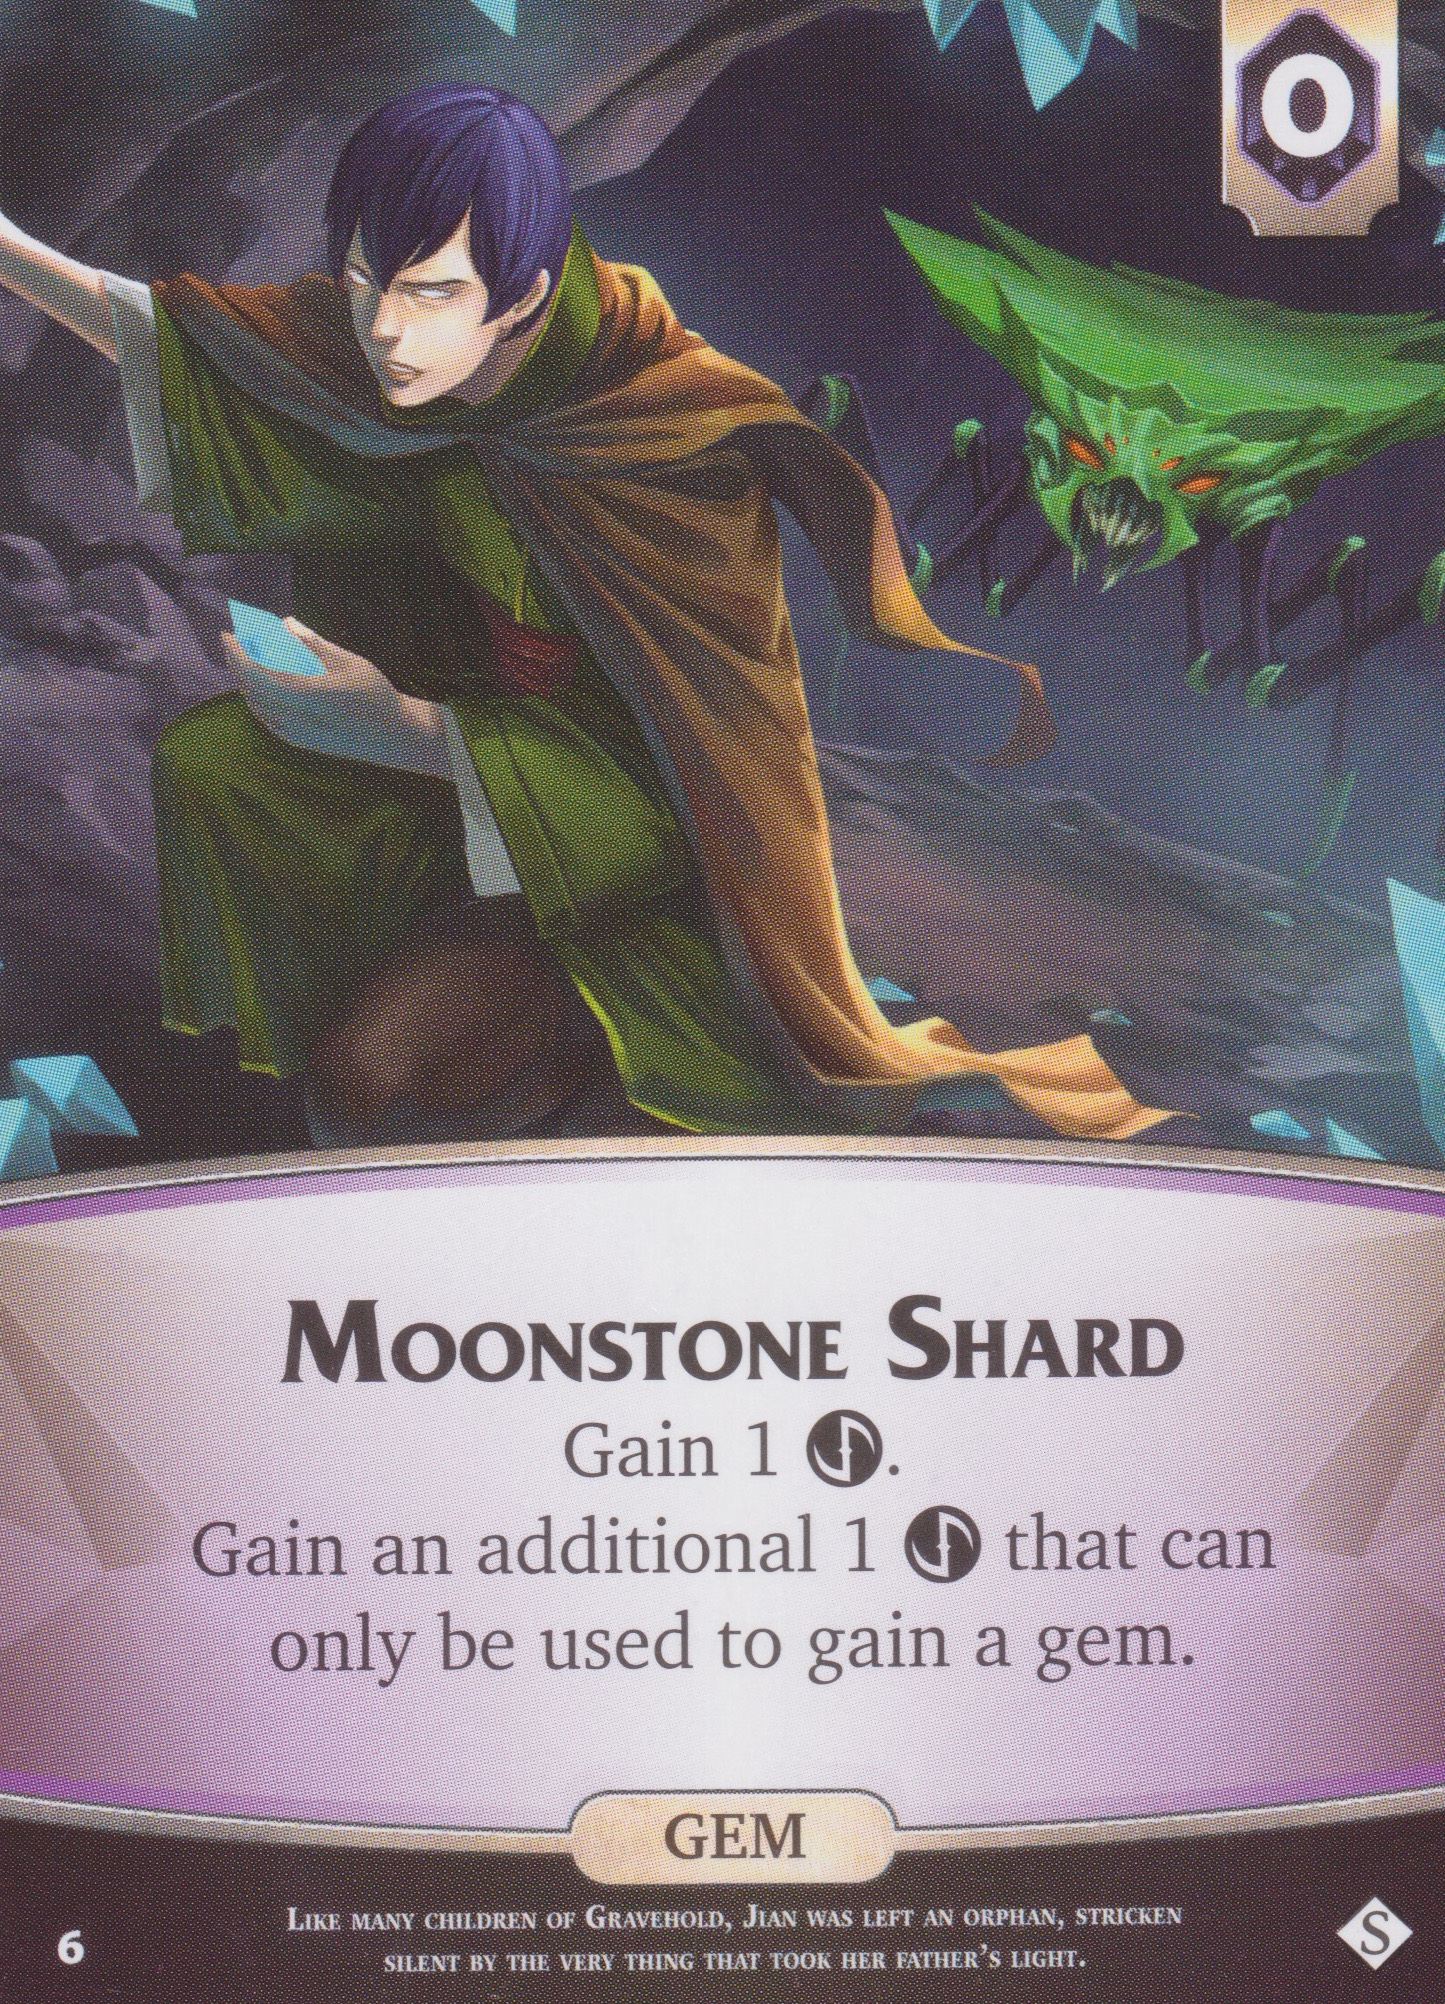 0
Moonstone Shard
Gain 1 .
Gain an additional 1 that can
only be used to gain a gem.
GEM
Like many children of Gravehold, Jian was left an orphan, stricken
silent by the very thing that took her father's light.
6
S